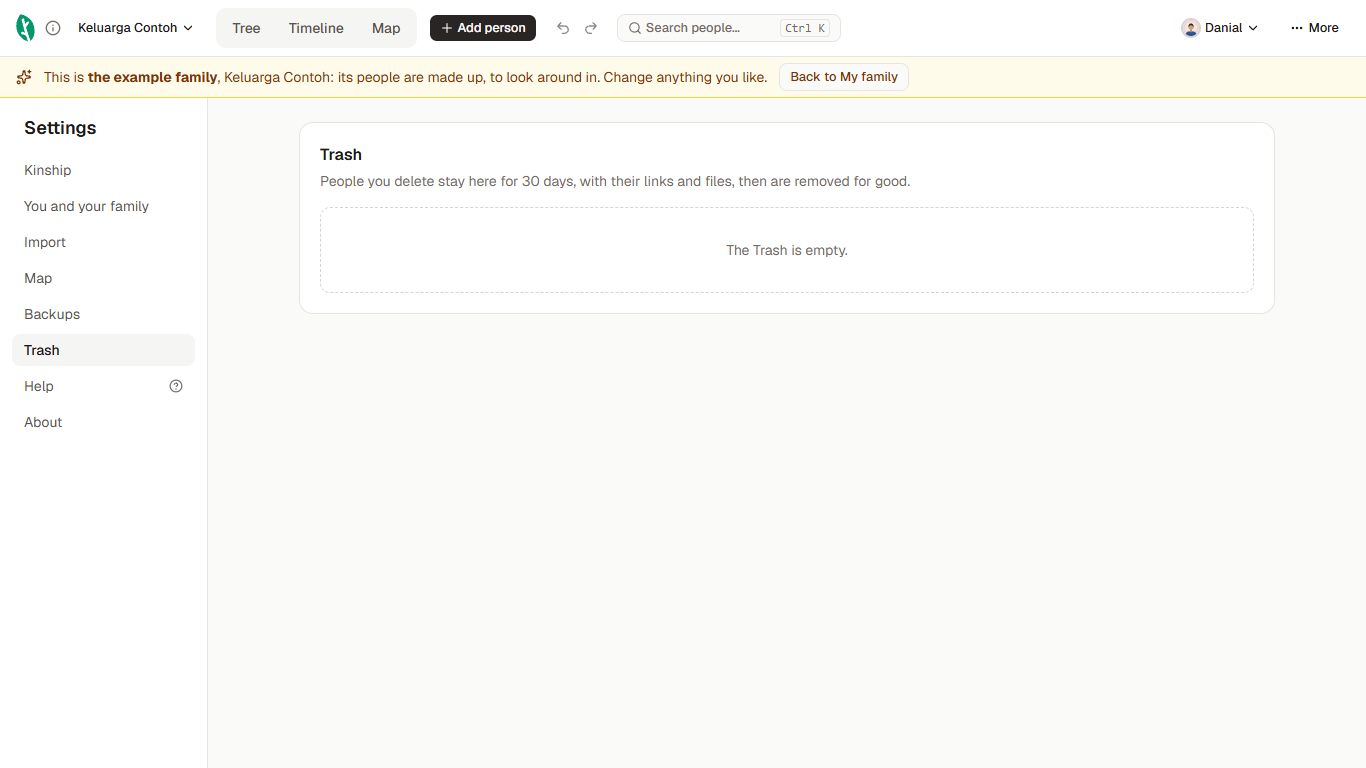 Keluarga Contoh
Tree
Timeline
Map
Add person
Search people...
Ctrl K
Danial
More
This is the example family, Keluarga Contoh: its people are made up, to look around in. Change anything you like.
Back to My family
Settings
Kinship
You and your family
Import
Map
Backups
Trash
Help
About
Trash
People you delete stay here for 30 days, with their links and files, then are removed for good.
The Trash is empty.